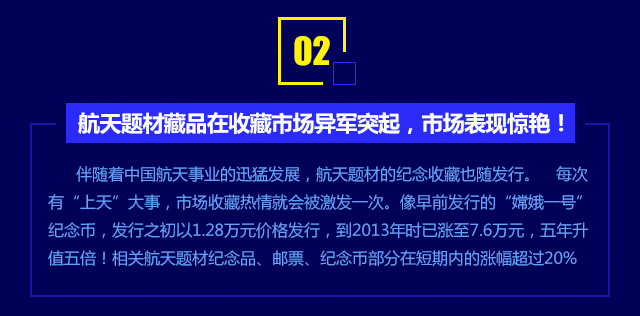 02
航天题材藏品在收藏市场异军突起，市场表现惊艳！
伴随着中国航天事业的迅猛发展，航天题材的纪念收藏也随发行。 每次
有“上天”大事，市场收藏热情就会被激发一次。像早前发行的“嫦娥一号”
纪念币，发行之初以1.28万元价格发行，到2013年时已涨至7.6万元，五年升
值五倍！相关航天题材纪念品、邮票、纪念币部分在短期内的涨幅超过20%